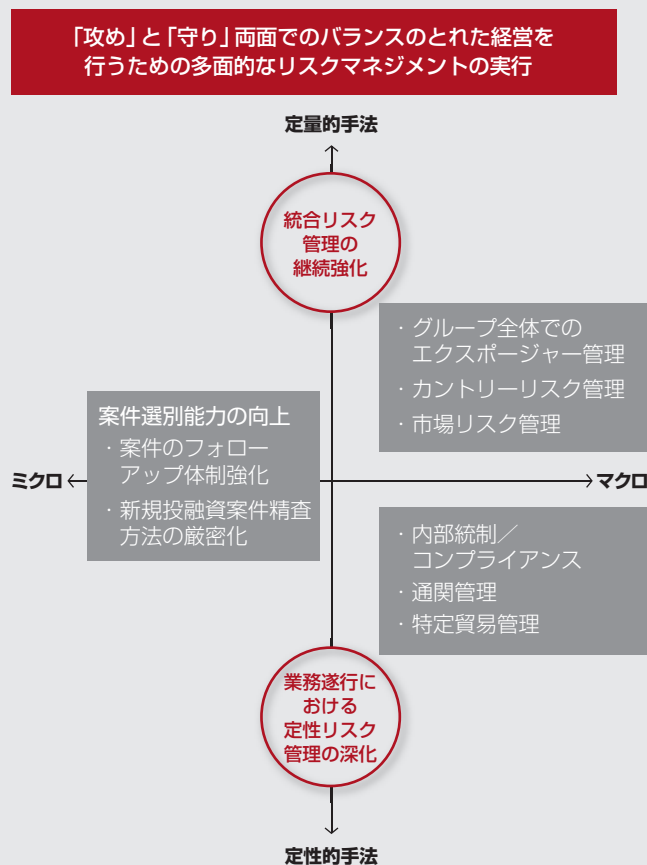 「攻め」と「守り」両面でのバランスのとれた経営を
行うための多面的なリスクマネジメントの実行
定量的手法
統合リスク
管理の
継続強化
・グループ全体での
エクスポージャー管理
・カントリーリスク管理
・市場リスク管理
案件選別能力の向上
・案件のフォロー
アップ体制強化
・新規投融資案件精査
方法の厳密化
ミクロ
マクロ
・内部統制／
コンプライアンス
・通関管理
・特定貿易管理
業務遂行に
おける
定性リスク
管理の深化
定性的手法